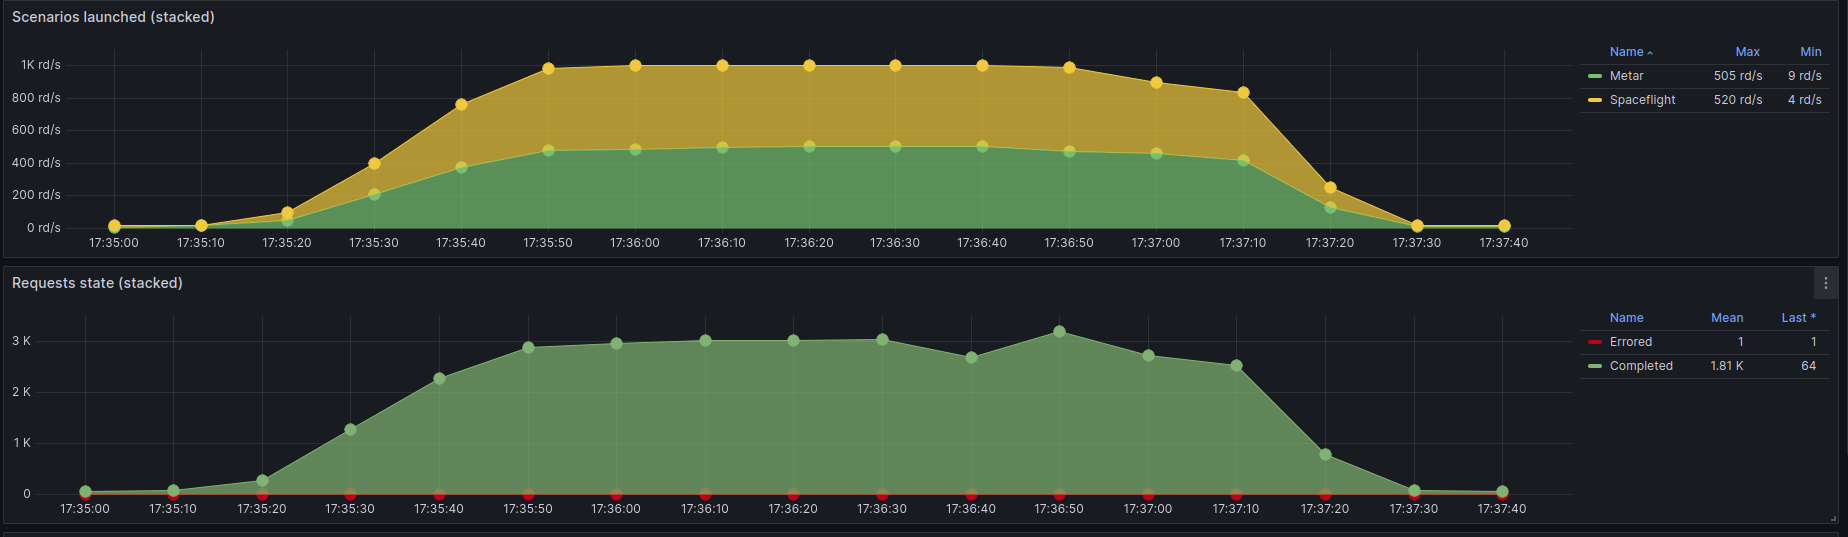 Scenarios launched (stacked)
1K rd/s
800 rd/s
600 rd/s
400 rd/s
200 rd/s
0 rd/s
17:35:00 17:35:10 17:35:20 17:35:30 17:35:40 17:35:50 17:36:00 17:36:10 17:36:20 17:36:30 17:36:40 17:36:50 17:37:00 17:37:10 17:37:20 17:37:30 17:37:40
Name Max Min
Metar 505 rd/s 9 rd/s
Spaceflight 520 rd/s 4 rd/s
Requests state (stacked)
3 K
2 K
1 K
0
17:35:00 17:35:10 17:35:20 17:35:30 17:35:40 17:35:50 17:36:00 17:36:10 17:36:20 17:36:30 17:36:40 17:36:50 17:37:00 17:37:10 17:37:20 17:37:30 17:37:40
Name Mean Last *
Errored 1 1
Completed 1.81 K 64